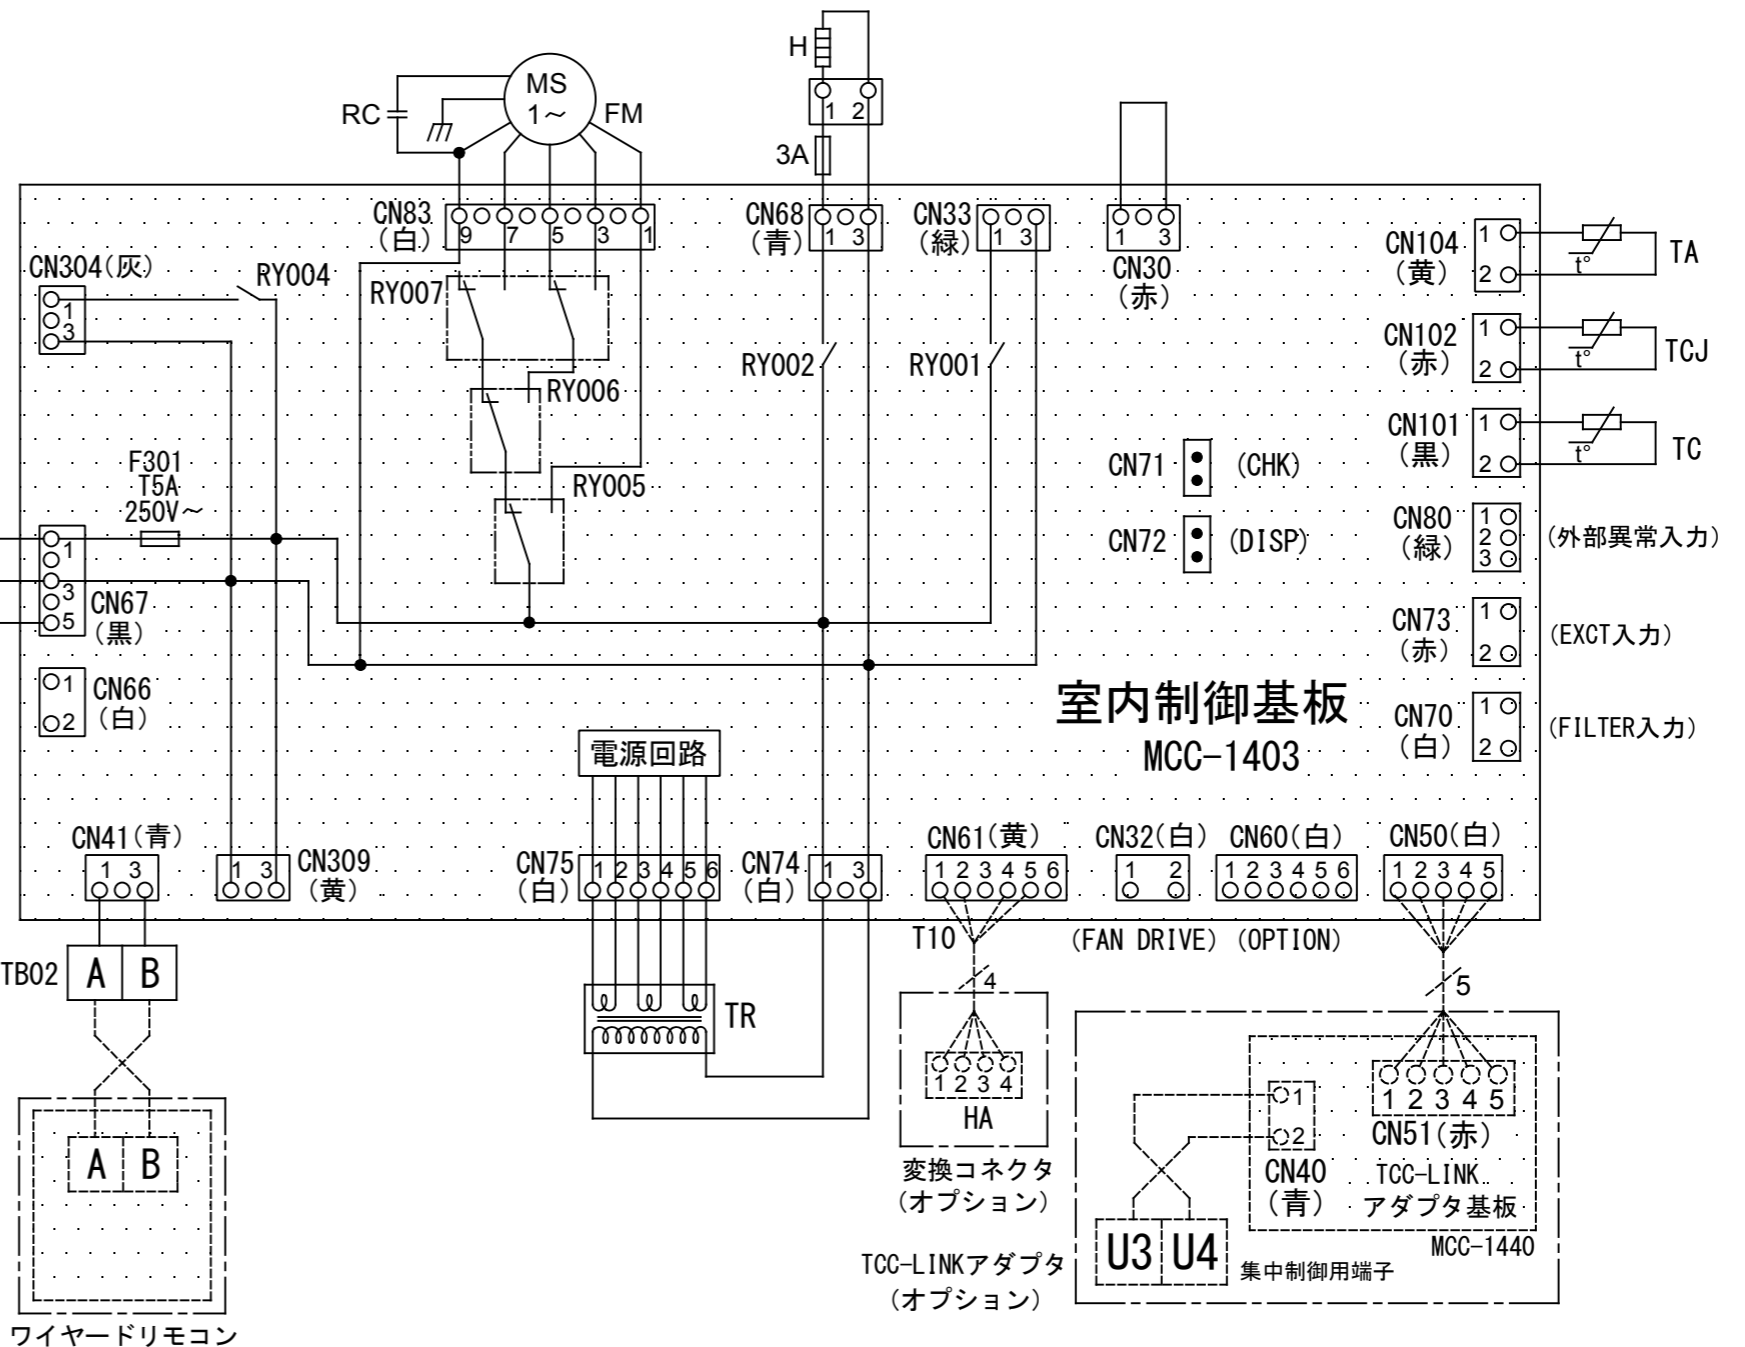 H
MS
1～
RC
FM
1 2
3A
CN83
(白)
9 7 5 3 1
CN68
(青)
1 3
CN33
(緑)
1 3
1 3
CN30
(赤)
CN104
(黄)
1
2
t°
TA
CN304(灰)
1
3
RY004
RY007
CN102
(赤)
1
2
t°
TCJ
RY002
RY001
RY006
CN101
(黒)
1
2
t°
TC
F301
T5A
250V～
RY005
CN71
(CHK)
CN72
(DISP)
CN80
(緑)
1
2
3
(外部異常入力)
1
3
5
CN67
(黒)
CN73
(赤)
1
2
(EXCT入力)
1
2
CN66
(白)
室内制御基板
MCC-1403
CN70
(白)
1
2
(FILTER入力)
電源回路
CN41(青)
1 3
1 3
CN309
(黄)
CN75
(白)
1 2 3 4 5 6
CN74
(白)
1 3
CN61(黄)
1 2 3 4 5 6
CN32(白)
1 2
CN60(白)
1 2 3 4 5 6
CN50(白)
1 2 3 4 5
T10
(FAN DRIVE)
(OPTION)
TB02
A B
4
5
TR
1 2 3 4
HA
変換コネクタ
(オプション)
1
2
CN40
(青)
1 2 3 4 5
CN51(赤)
TCC-LINK
アダプタ基板
MCC-1440
A B
U3 U4
集中制御用端子
TCC-LINKアダプタ
(オプション)
ワイヤードリモコン